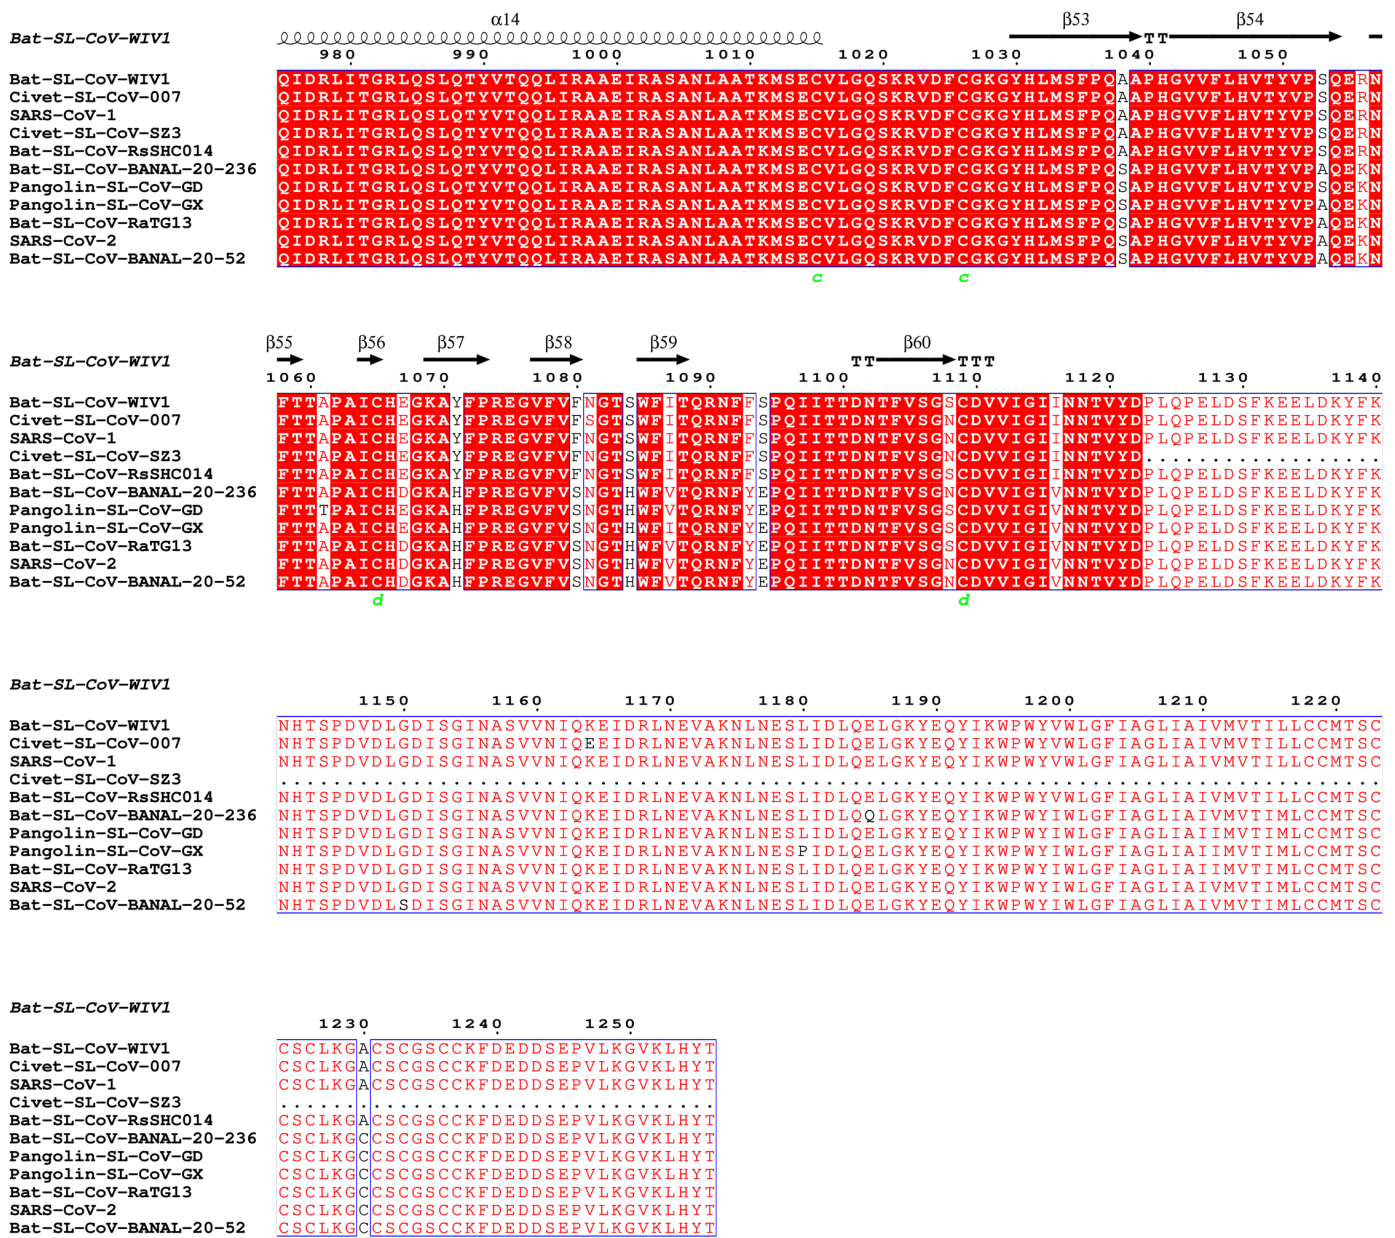 α14 β53 β54
Bat-SL-CoV-WIV1 TT
980 990 1000 1010 1020 1030 1040 1050
Bat-SL-CoV-WIV1 QIDRLITGRLQSLQTYVTQQLIRAAEIRASANLAATKMSECVLGQSKRVDFCGKGYHLMSFPQAAPHGVVFLHVTYVPSQERN
Civet-SL-CoV-007 QIDRLITGRLQSLQTYVTQQLIRAAEIRASANLAATKMSECVLGQSKRVDFCGKGYHLMSFPQAAPHGVVFLHVTYVPSQERN
SARS-CoV-1 QIDRLITGRLQSLQTYVTQQLIRAAEIRASANLAATKMSECVLGQSKRVDFCGKGYHLMSFPQAAPHGVVFLHVTYVPSQERN
Civet-SL-CoV-SZ3 QIDRLITGRLQSLQTYVTQQLIRAAEIRASANLAATKMSECVLGQSKRVDFCGKGYHLMSFPQAAPHGVVFLHVTYVPSQERN
Bat-SL-CoV-RsSHC014 QIDRLITGRLQSLQTYVTQQLIRAAEIRASANLAATKMSECVLGQSKRVDFCGKGYHLMSFPQAAPHGVVFLHVTYVPSQERN
Bat-SL-CoV-BANAL-20-236 QIDRLITGRLQSLQTYVTQQLIRAAEIRASANLAATKMSECVLGQSKRVDFCGKGYHLMSFPQSAPHGVVFLHVTYVPAQEKN
Pangolin-SL-CoV-GD QIDRLITGRLQSLQTYVTQQLIRAAEIRASANLAATKMSECVLGQSKRVDFCGKGYHLMSFPQSAPHGVVFLHVTYVPAQEKN
Pangolin-SL-CoV-GX QIDRLITGRLQSLQTYVTQQLIRAAEIRASANLAATKMSECVLGQSKRVDFCGKGYHLMSFPQSAPHGVVFLHVTYVPAQEKN
Bat-SL-CoV-RaTG13 QIDRLITGRLQSLQTYVTQQLIRAAEIRASANLAATKMSECVLGQSKRVDFCGKGYHLMSFPQSAPHGVVFLHVTYVPAQEKN
SARS-CoV-2 QIDRLITGRLQSLQTYVTQQLIRAAEIRASANLAATKMSECVLGQSKRVDFCGKGYHLMSFPQSAPHGVVFLHVTYVPAQEKN
Bat-SL-CoV-BANAL-20-52 QIDRLITGRLQSLQTYVTQQLIRAAEIRASANLAATKMSECVLGQSKRVDFCGKGYHLMSFPQSAPHGVVFLHVTYVPAQEKN
c c
β55 β56 β57 β58 β59 β60
Bat-SL-CoV-WIV1 TT TTT
1060 1070 1080 1090 1100 1110 1120 1130 1140
Bat-SL-CoV-WIV1 FTTAPAICHEGKAYFPREGVFVFNGTSWFITQRNFFSPQIITTDNTFVSGSCDVVIGIINNTVYDPLQPELDSFKEELDKYFK
Civet-SL-CoV-007 FTTAPAICHEGKAYFPREGVFVFSGTSWFITQRNFFSPQIITTDNTFVSGNCDVVIGIINNTVYDPLQPELDSFKEELDKYFK
SARS-CoV-1 FTTAPAICHEGKAYFPREGVFVFNGTSWFITQRNFFSPQIITTDNTFVSGNCDVVIGIINNTVYDPLQPELDSFKEELDKYFK
Civet-SL-CoV-SZ3 FTTAPAICHEGKAYFPREGVFVFNGTSWFITQRNFFSPQIITTDNTFVSGNCDVVIGIINNTVYD..................
Bat-SL-CoV-RsSHC014 FTTAPAICHEGKAYFPREGVFVFNGTSWFITQRNFFSPQIITTDNTFVSGNCDVVIGIINNTVYDPLQPELDSFKEELDKYFK
Bat-SL-CoV-BANAL-20-236 FTTAPAICHDGKAHFPREGVFVSNGTHWFVTQRNFYEPQIITTDNTFVSGNCDVVIGIVNNTVYDPLQPELDSFKEELDKYFK
Pangolin-SL-CoV-GD FTTTPAICHEGKAHFPREGVFVSNGTHWFITQRNFYEPQIITTDNTFVSGNCDVVIGIVNNTVYDPLQPELDSFKEELDKYFK
Pangolin-SL-CoV-GX FTTAPAICHEGKAHFPREGVFVSNGTHWFITQRNFYEPQIITTDNTFVSGNCDVVIGIVNNTVYDPLQPELDSFKEELDKYFK
Bat-SL-CoV-RaTG13 FTTAPAICHDGKAHFPREGVFVSNGTHWFVTQRNFYEPQIITTDNTFVSGNCDVVIGIVNNTVYDPLQPELDSFKEELDKYFK
SARS-CoV-2 FTTAPAICHDGKAHFPREGVFVSNGTHWFVTQRNFYEPQIITTDNTFVSGNCDVVIGIVNNTVYDPLQPELDSFKEELDKYFK
Bat-SL-CoV-BANAL-20-52 FTTAPAICHDGKAHFPREGVFVSNGTHWFVTQRNFYEPQIITTDNTFVSGNCDVVIGIVNNTVYDPLQPELDSFKEELDKYFK
d d
Bat-SL-CoV-WIV1
1150 1160 1170 1180 1190 1200 1210 1220
Bat-SL-CoV-WIV1 NHTSPDVDLGDISGINASVVNIQKEIDRLNEVAKNLNESLIDLQELGKYEQYIKWPWYVWLGFIAGLIAIVMVTILLCCMTSC
Civet-SL-CoV-007 NHTSPDVDLGDISGINASVVNIQEEIDRLNEVAKNLNESLIDLQELGKYEQYIKWPWYVWLGFIAGLIAIVMVTILLCCMTSC
SARS-CoV-1 NHTSPDVDLGDISGINASVVNIQKEIDRLNEVAKNLNESLIDLQELGKYEQYIKWPWYVWLGFIAGLIAIVMVTILLCCMTSC
Civet-SL-CoV-SZ3 ...................................................................................
Bat-SL-CoV-RsSHC014 NHTSPDVDLGDISGINASVVNIQKEIDRLNEVAKNLNESLIDLQELGKYEQYIKWPWYVWLGFIAGLIAIVMVTILLCCMTSC
Bat-SL-CoV-BANAL-20-236 NHTSPDVDLGDISGINASVVNIQKEIDRLNEVAKNLNESLIDLQQLGKYEQYIKWPWYIWLGFIAGLIAIVMVTIMLCCMTSC
Pangolin-SL-CoV-GD NHTSPDVDLGDISGINASVVNIQKEIDRLNEVAKNLNESLIDLQELGKYEQYIKWPWYIWLGFIAGLIAIIMVTIMLCCMTSC
Pangolin-SL-CoV-GX NHTSPDVDLGDISGINASVVNIQKEIDRLNEVAKNLNESPIDLQELGKYEQYIKWPWYIWLGFIAGLIAIIMVTIMLCCMTSC
Bat-SL-CoV-RaTG13 NHTSPDVDLGDISGINASVVNIQKEIDRLNEVAKNLNESLIDLQELGKYEQYIKWPWYIWLGFIAGLIAIIMVTIMLCCMTSC
SARS-CoV-2 NHTSPDVDLGDISGINASVVNIQKEIDRLNEVAKNLNESLIDLQELGKYEQYIKWPWYIWLGFIAGLIAIVMVTIMLCCMTSC
Bat-SL-CoV-BANAL-20-52 NHTSPDVDLSDISGINASVVNIQKEIDRLNEVAKNLNESLIDLQELGKYEQYIKWPWYIWLGFIAGLIAIVMVTIMLCCMTSC
Bat-SL-CoV-WIV1
1230 1240 1250
Bat-SL-CoV-WIV1 CSCLKGACSCGSCCKFDEDDSEPVLKGVKLHYT
Civet-SL-CoV-007 CSCLKGACSCGSCCKFDEDDSEPVLKGVKLHYT
SARS-CoV-1 CSCLKGACSCGSCCKFDEDDSEPVLKGVKLHYT
Civet-SL-CoV-SZ3 .................................
Bat-SL-CoV-RsSHC014 CSCLKGACSCGSCCKFDEDDSEPVLKGVKLHYT
Bat-SL-CoV-BANAL-20-236 CSCLKGCCSCGSCCKFDEDDSEPVLKGVKLHYT
Pangolin-SL-CoV-GD CSCLKGCCSCGSCCKFDEDDSEPVLKGVKLHYT
Pangolin-SL-CoV-GX CSCLKGCCSCGSCCKFDEDDSEPVLKGVKLHYT
Bat-SL-CoV-RaTG13 CSCLKGCCSCGSCCKFDEDDSEPVLKGVKLHYT
SARS-CoV-2 CSCLKGCCSCGSCCKFDEDDSEPVLKGVKLHYT
Bat-SL-CoV-BANAL-20-52 CSCLKGCCSCGSCCKFDEDDSEPVLKGVKLHYT